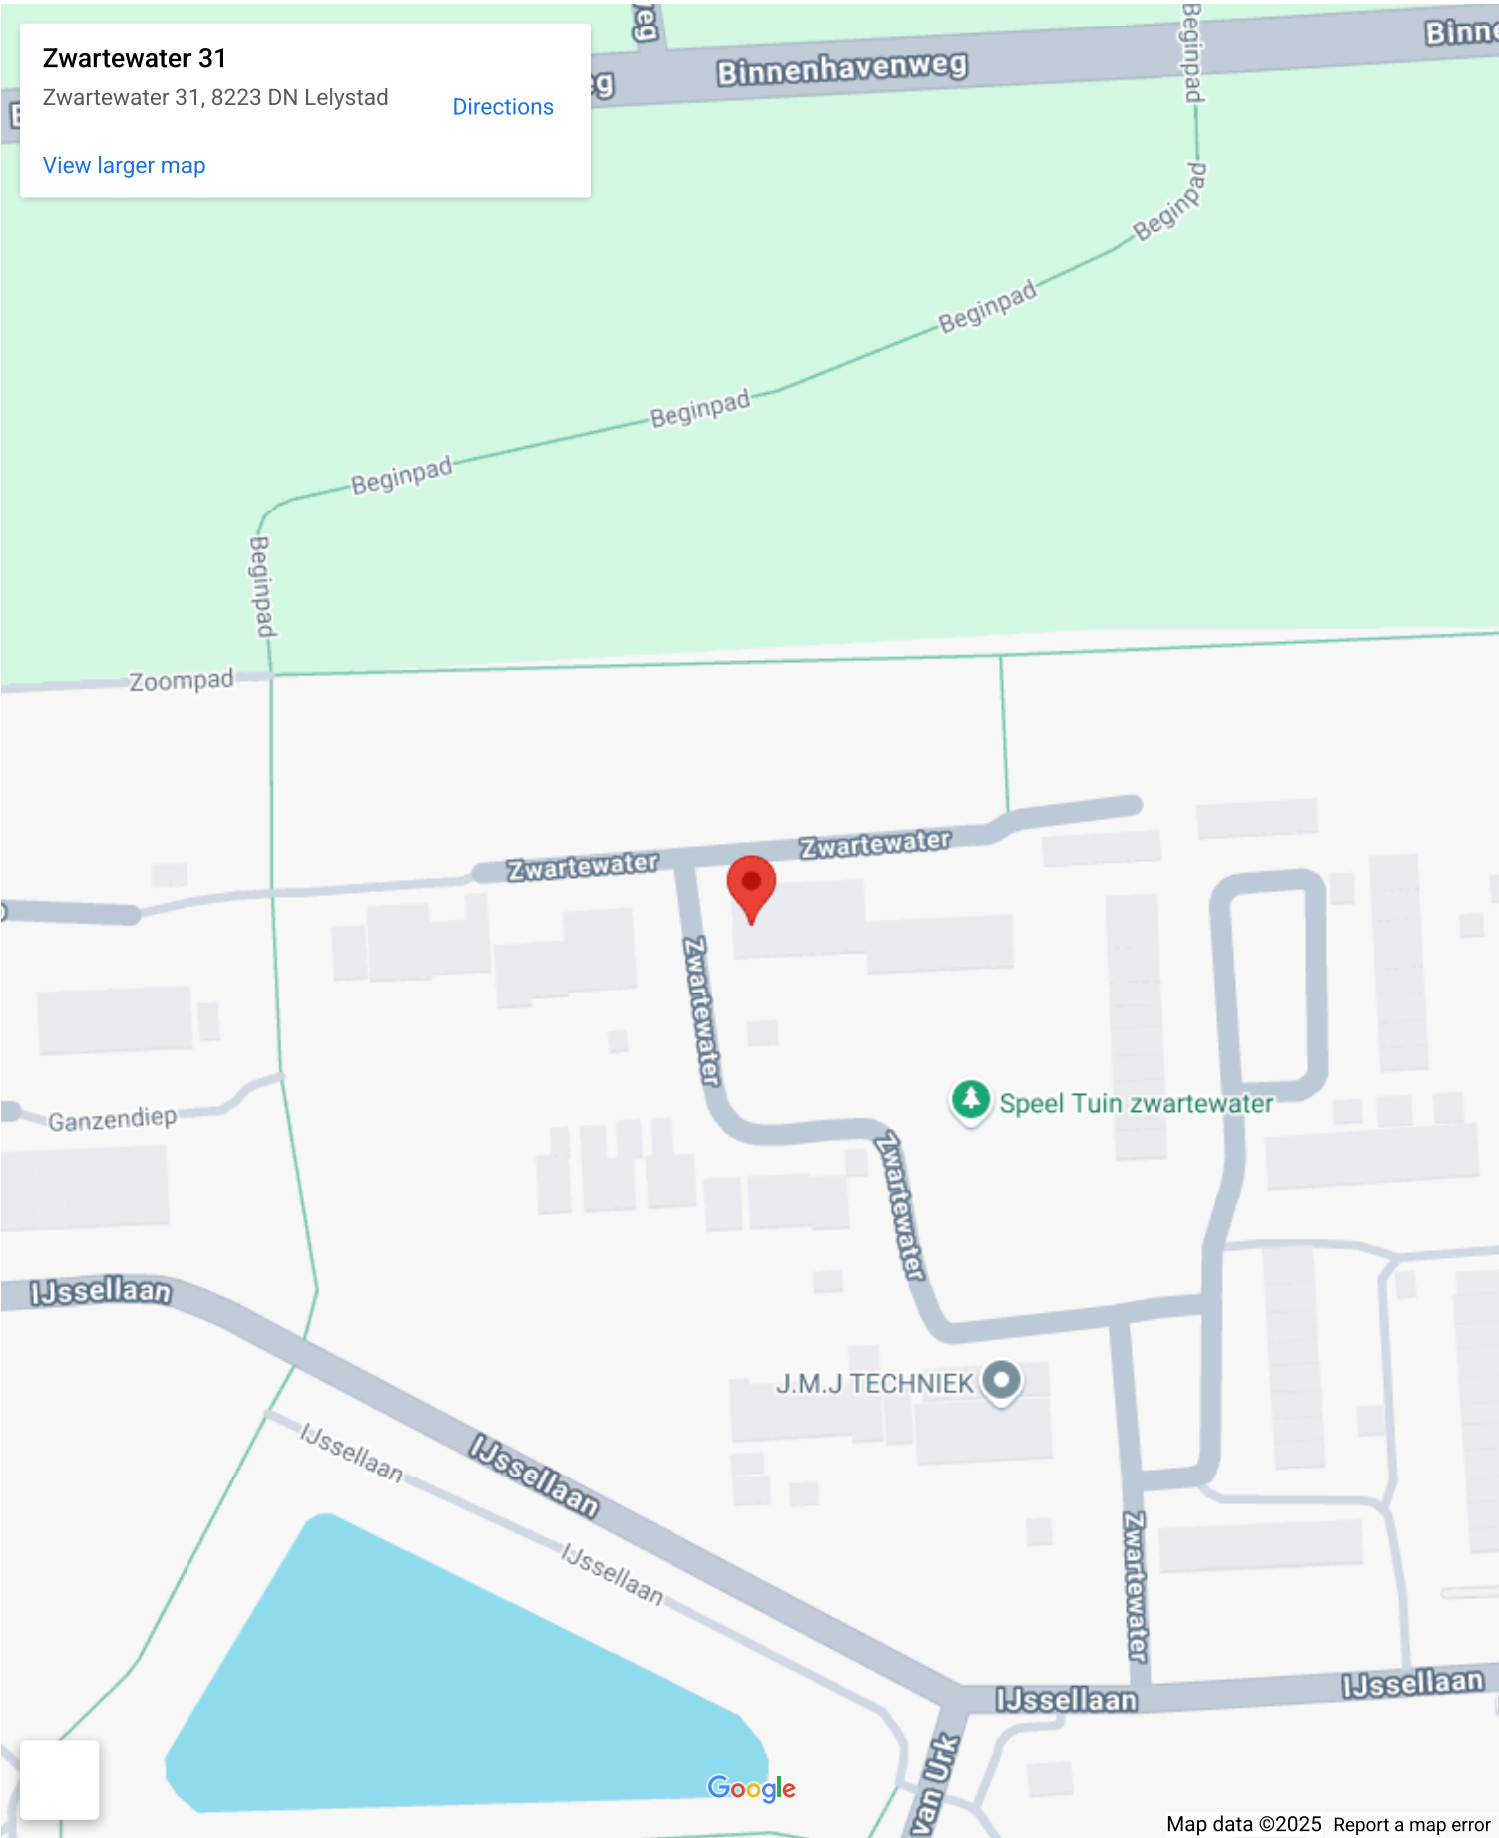 eg
Beginpad
Binnenhavenweg
Zwartewater 31
Zwartewater 31, 8223 DN Lelystad
Directions
View larger map
Beginpad
Beginpad
Beginpad
Beginpad
Beginpad
Zoompad
Zwartewater
Zwartewater
Zwartewater
Speel Tuin zwartewater
Ganzendiep
Zwartewater
IJssellaan
J.M.J TECHNIEK
IJssellaan
IJssellaan
IJssellaan
Zwartewater
IJssellaan
IJssellaan
van Urk
Google
Map data ©2025
Report a map error